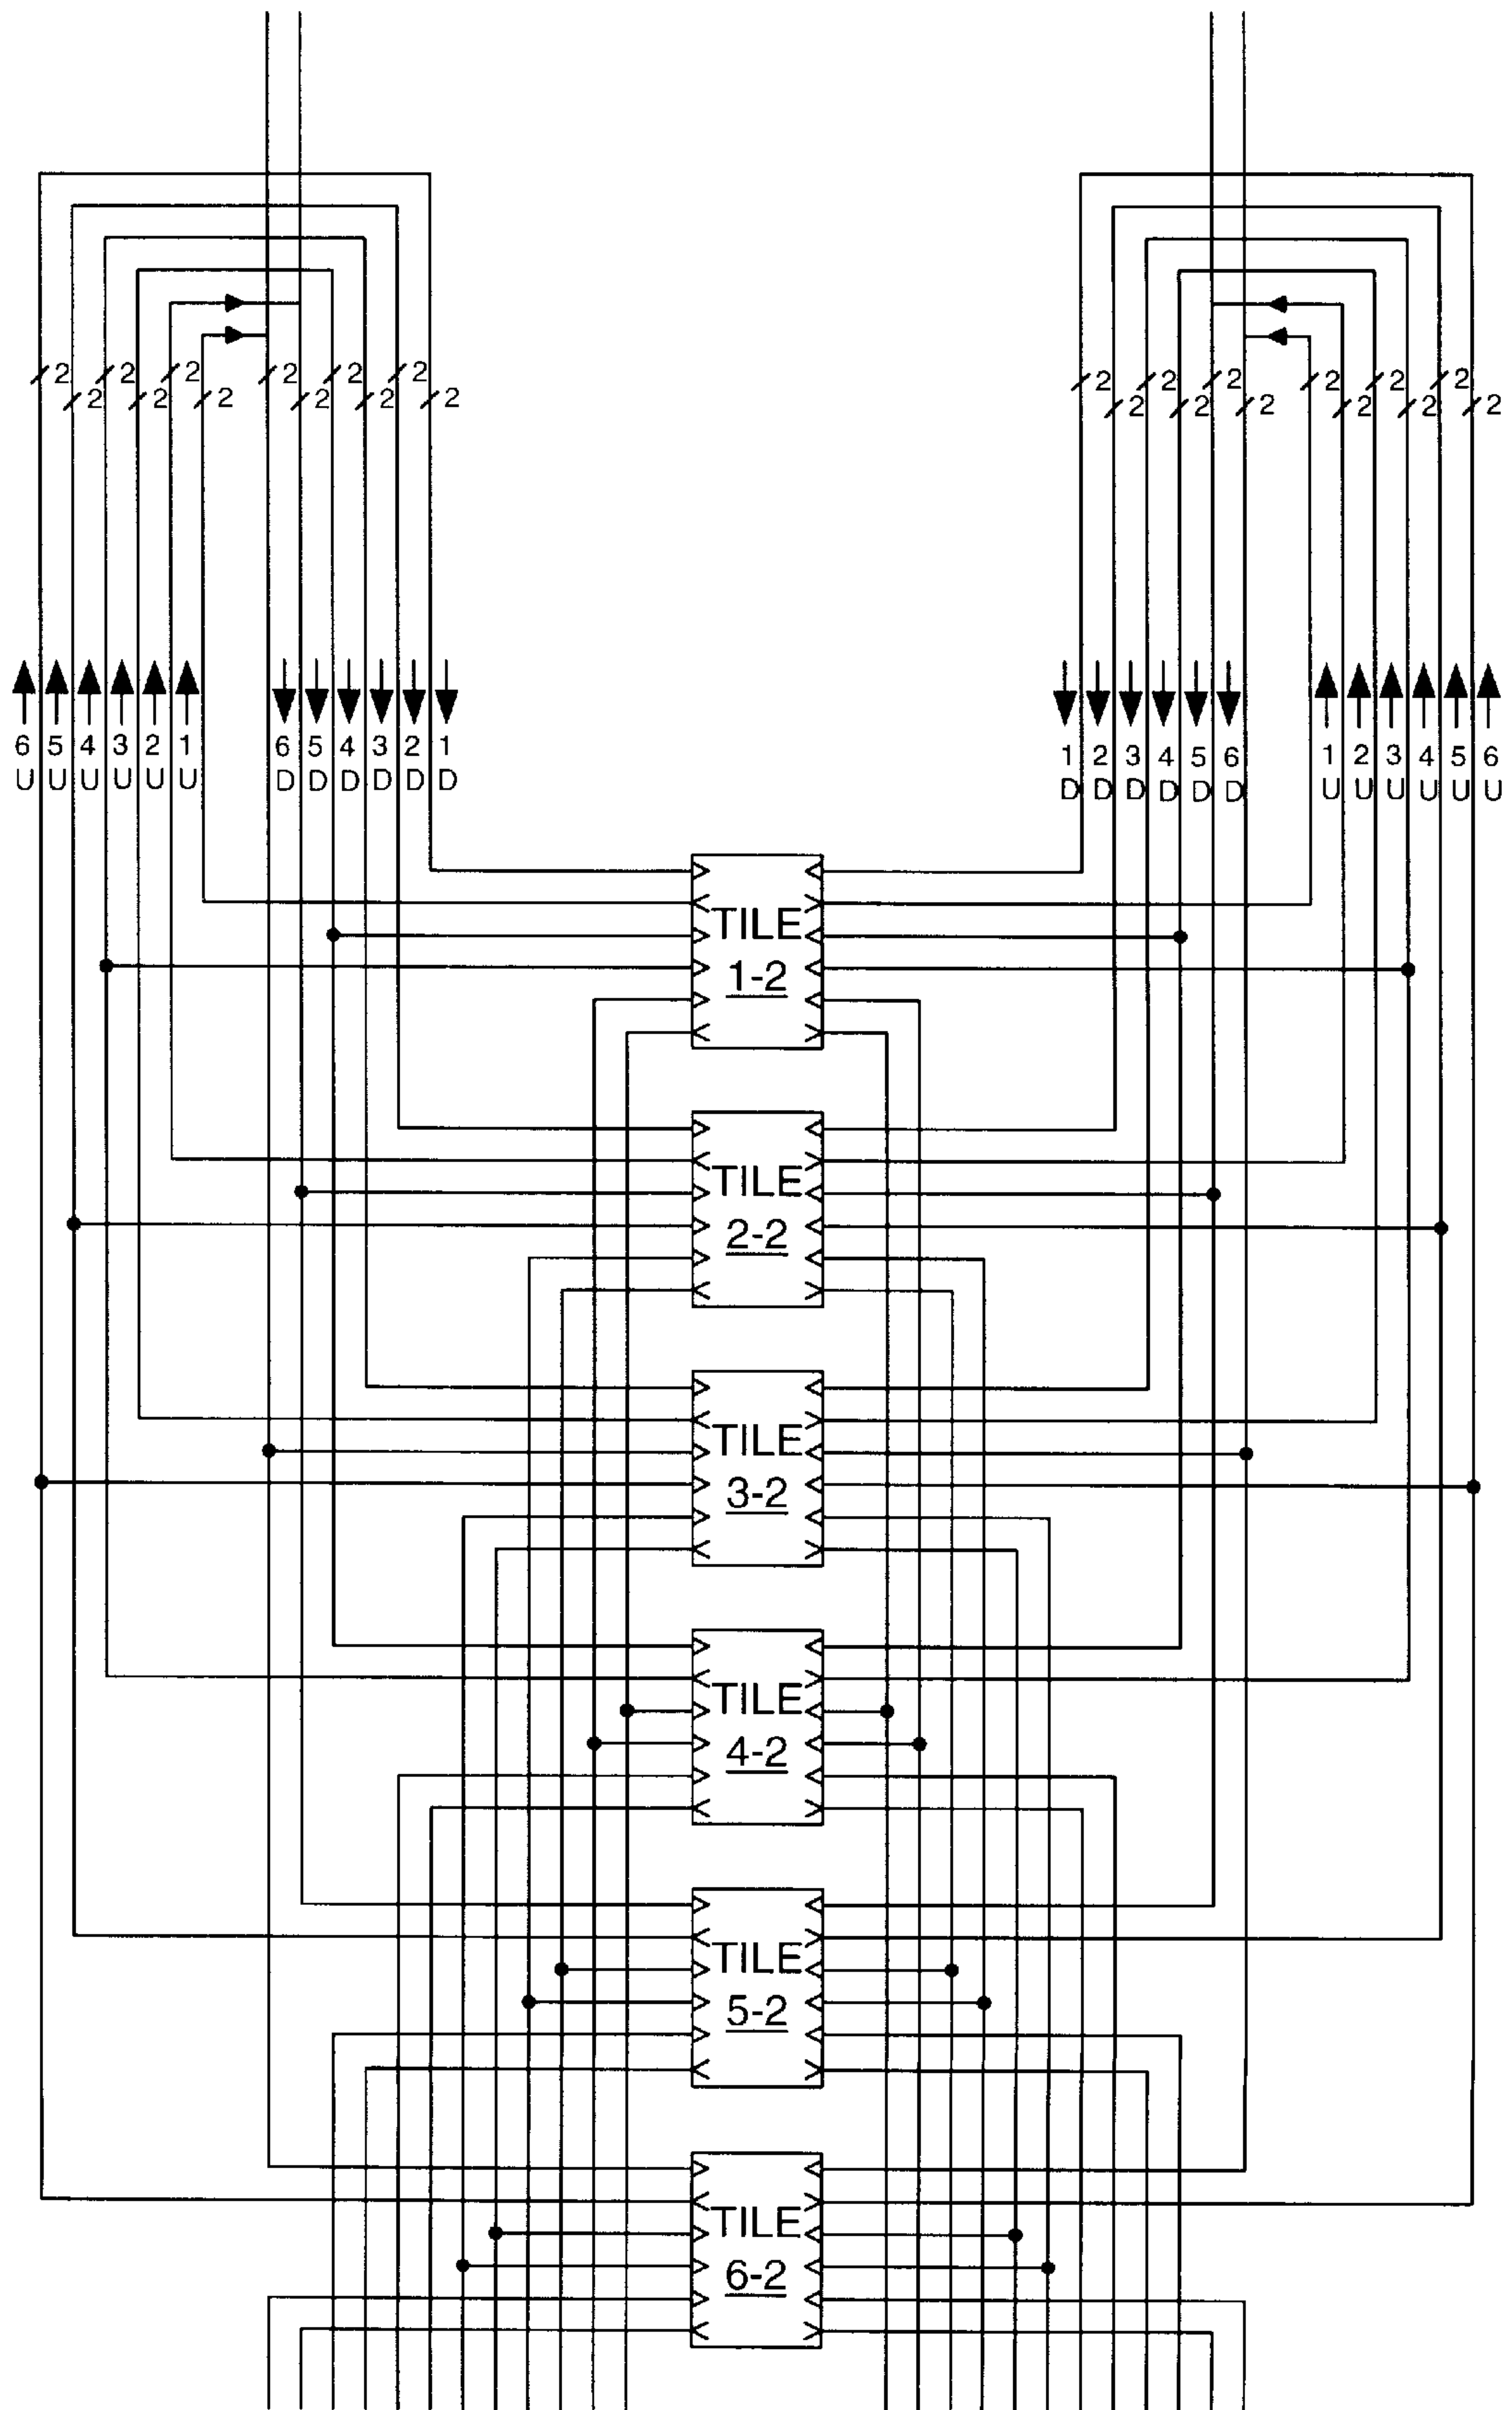 2 2 2 2 2 2 2 2
2 2 2 2 2 2
2 2 2 2 2 2
2 2 2 2
6 5 4 3 2 1 6 5 4 3 2 1
U U U U U U D D D D D D
1 2 3 4 5 6 1 2 3 4 5 6
D D D D D D U U U U U U
TILE
1-2
TILE
2-2
TILE
3-2
TILE
4-2
TILE
5-2
TILE
6-2